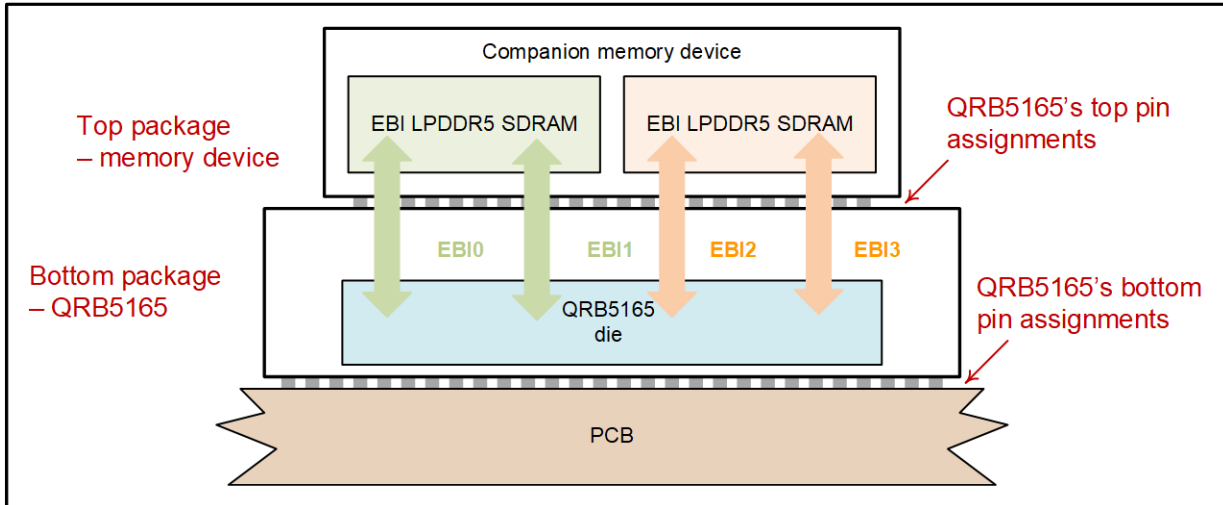 Companion memory device
EBI LPDDR5 SDRAM
EBI LPDDR5 SDRAM
Top package
– memory device
QRB5165's top pin
assignments
EBI0
EBI1
EBI2
EBI3
Bottom package
– QRB5165
QRB5165
die
QRB5165's bottom
pin assignments
PCB